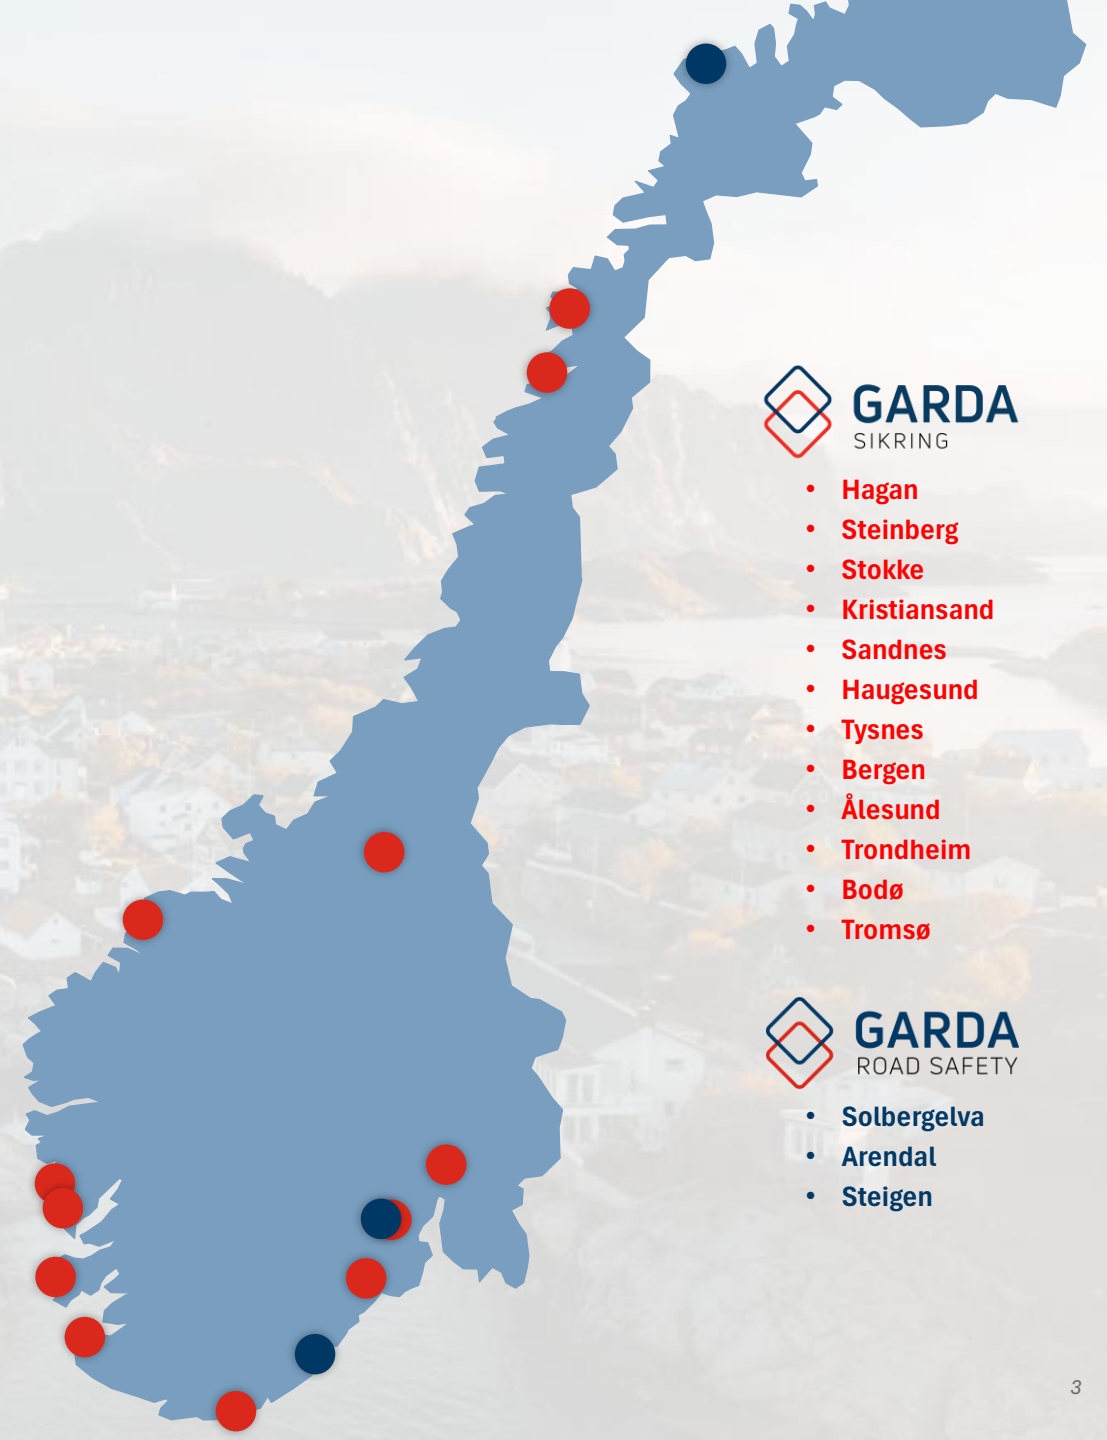 GARDA
SIKRING
• Hagan
• Steinberg
• Stokke
• Kristiansand
• Sandnes
• Haugesund
• Tysnes
• Bergen
• Ålesund
• Trondheim
• Bodø
• Tromsø
GARDA
ROAD SAFETY
• Solbergelva
• Arendal
• Steigen
3